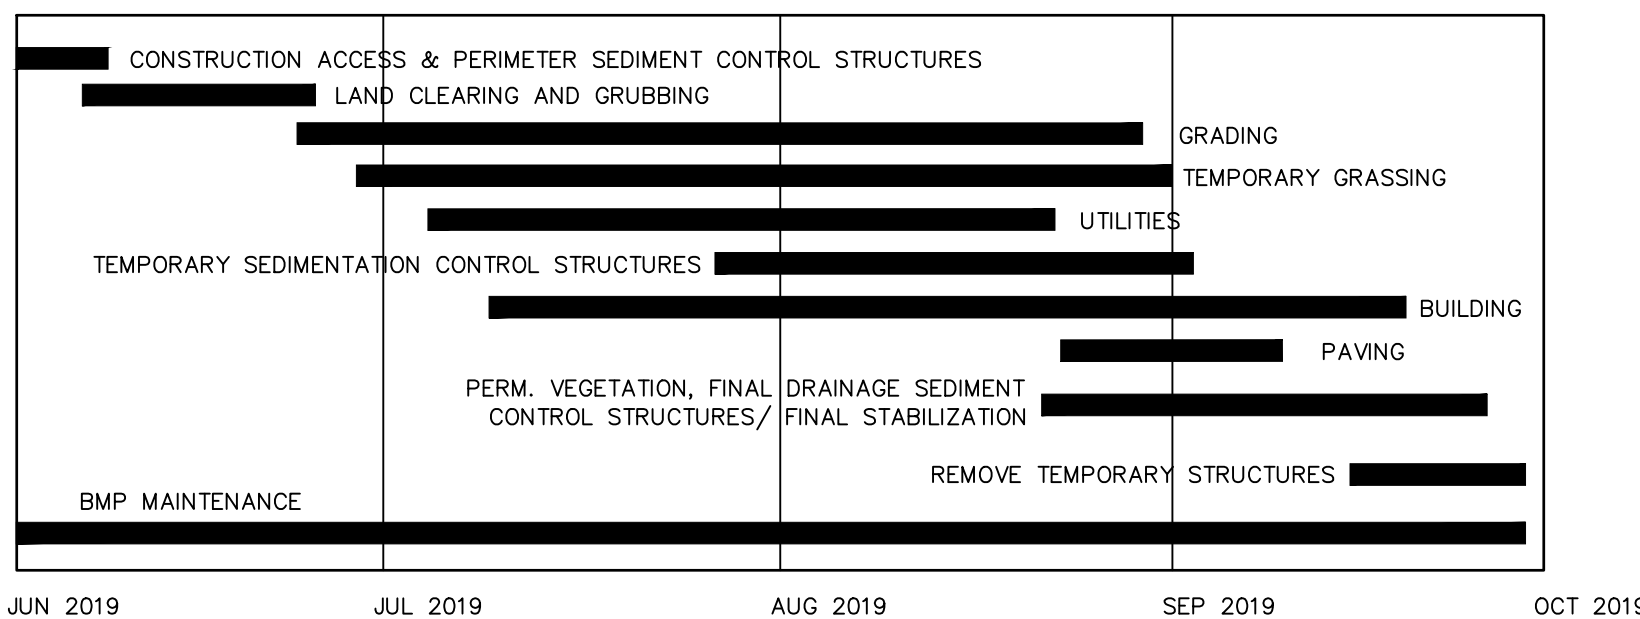 CONSTRUCTION ACCESS & PERIMETER SEDIMENT CONTROL STRUCTURES
LAND CLEARING AND GRUBBING
GRADING
TEMPORARY GRASSING
UTILITIES
TEMPORARY SEDIMENTATION CONTROL STRUCTURES
BUILDING
PAVING
PERM. VEGETATION, FINAL DRAINAGE SEDIMENT
CONTROL STRUCTURES/ FINAL STABILIZATION
REMOVE TEMPORARY STRUCTURES
BMP MAINTENANCE
JUN 2019 JUL 2019 AUG 2019 SEP 2019 OCT 2019